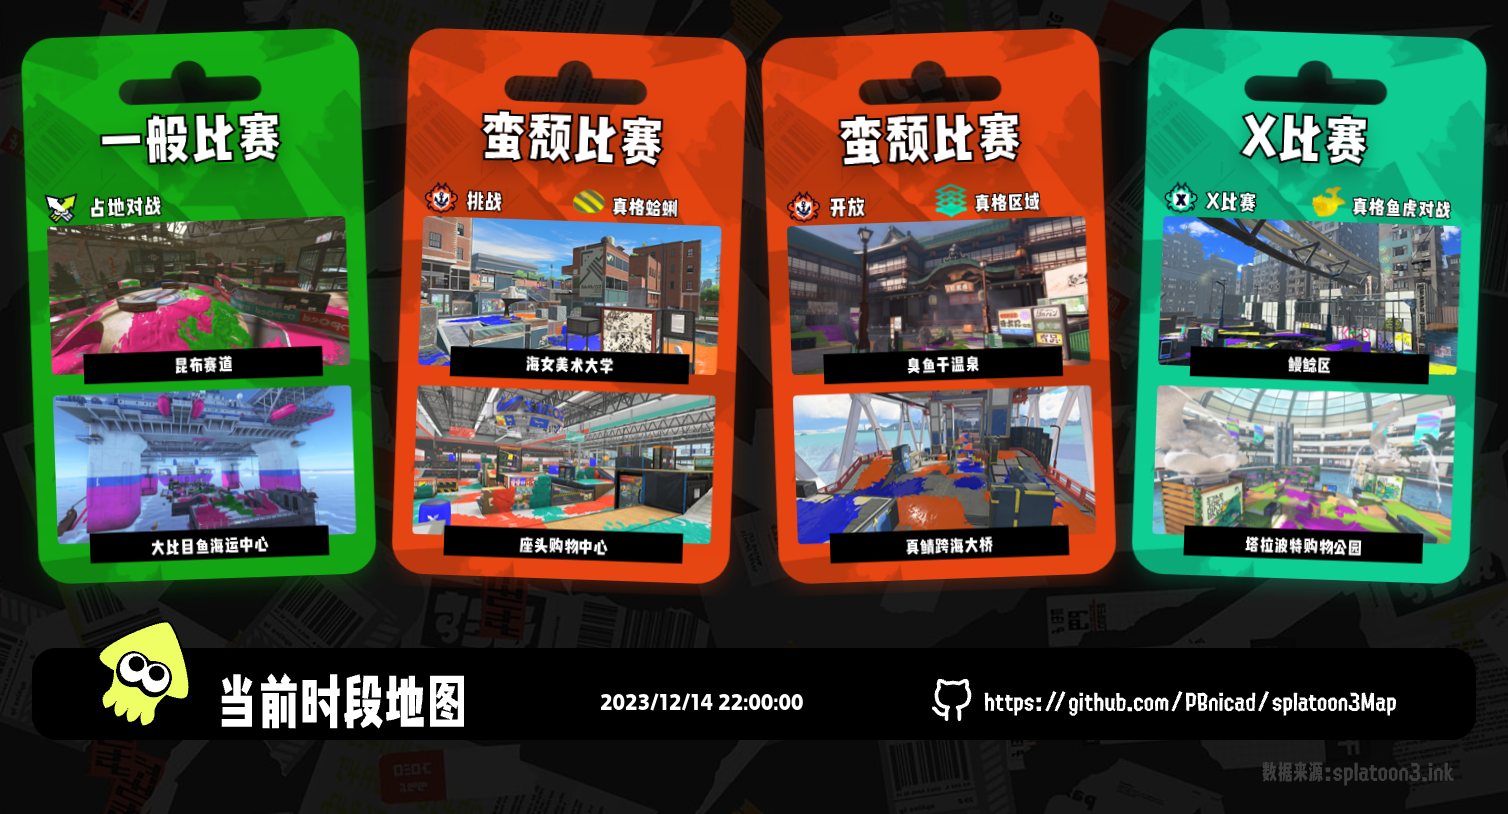 一般比赛
占地对战
昆布赛道
大比目鱼海运中心
蛮颓比赛
挑战
真格蛤蜊
海女美术大学
座头购物中心
蛮颓比赛
开放
真格区域
臭鱼干温泉
真鲭跨海大桥
X比赛
X比赛
真格鱼虎对战
鳗鲶区
塔拉波特购物公园
当前时段地图
2023/12/14 22:00:00
https://github.com/PBnicad/splatoon3Map
数据来源:splatoon3.ink